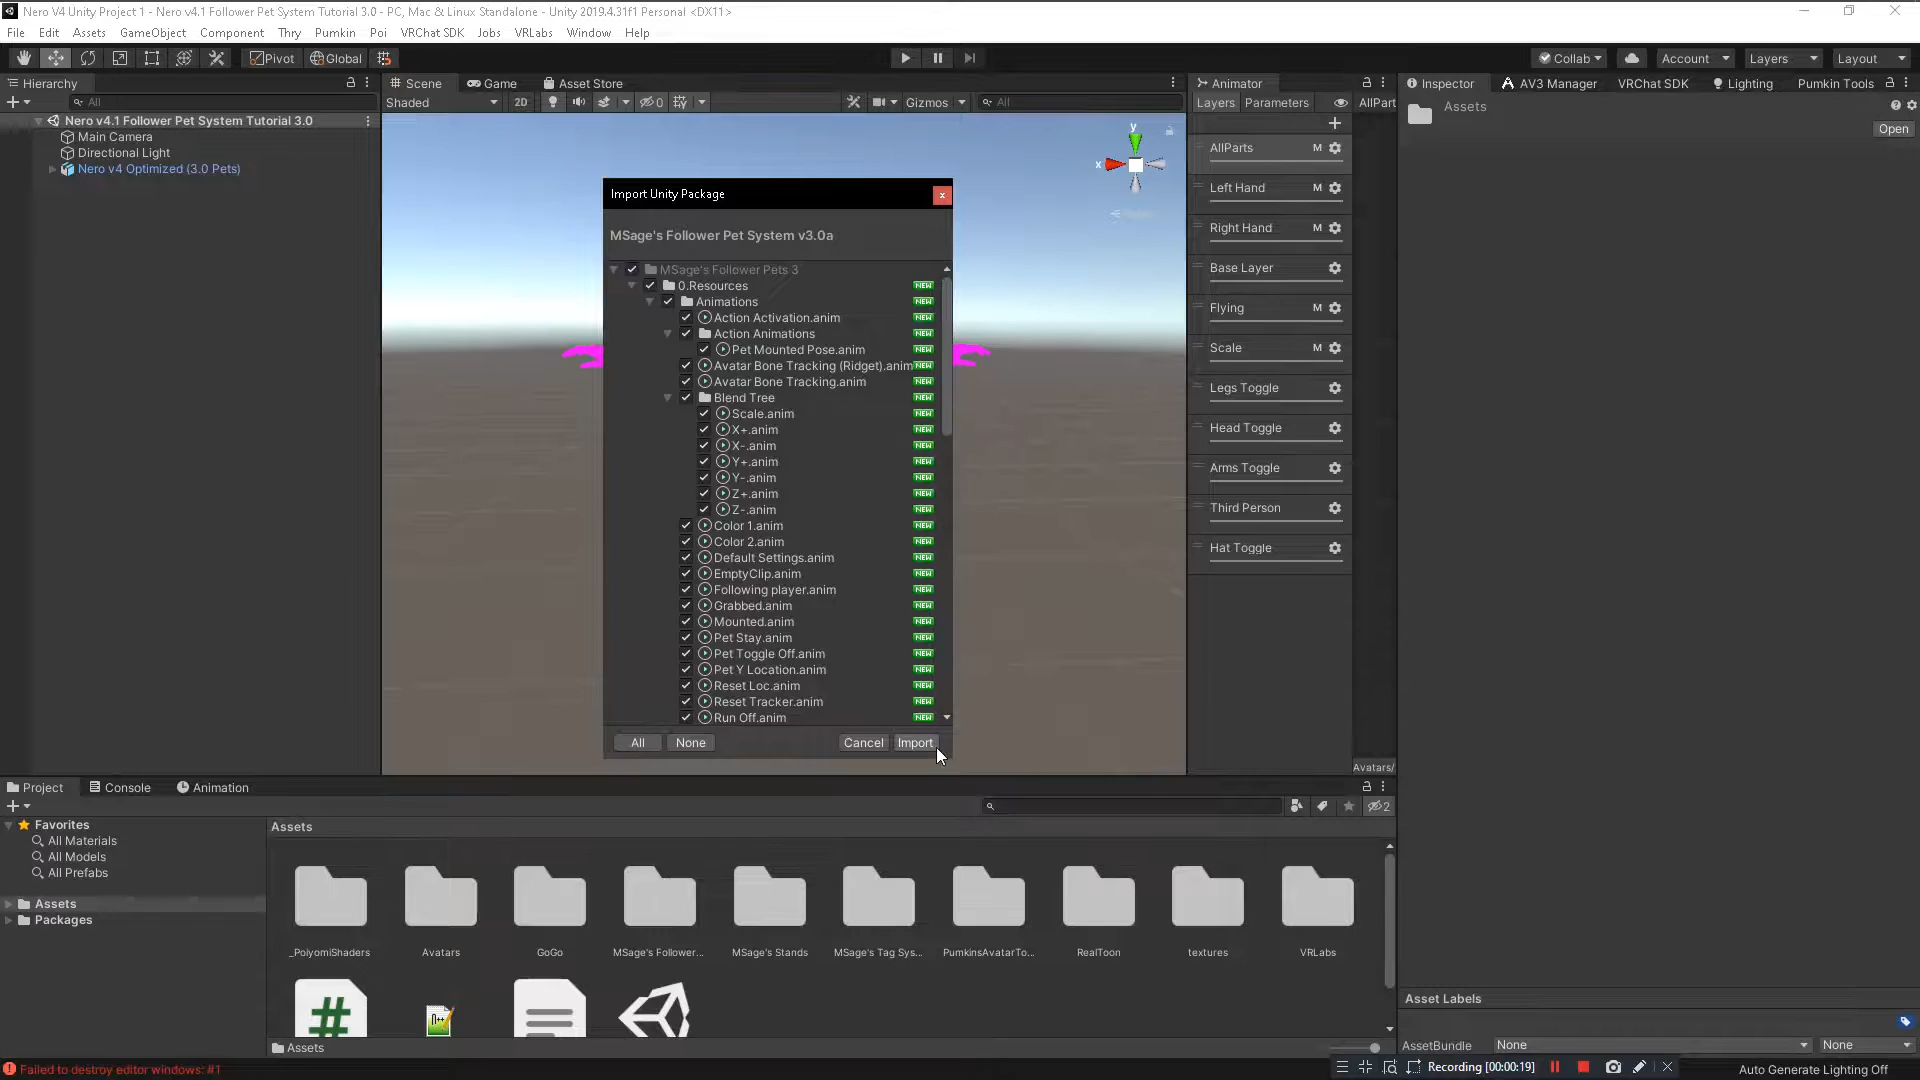 Nero V4 Unity Project 1 - Nero v4.1 Follower Pet System Tutorial 3.0 - PC, Mac & Linux Standalone - Unity 2019.4.31f1 Personal <DX11>
File Edit Assets GameObject Component Thry Pumkin Poi VRChat SDK Jobs VRLabs Window Help
Pivot Global Collab Account Layers Layout
Hierarchy Scene Game Asset Store Animator Inspector AV3 Manager VRChat SDK Lighting Pumkin Tools
All Shaded 2D 0 Gizmos All Layers Parameters AllPart Assets
Open
Nero v4.1 Follower Pet System Tutorial 3.0
Main Camera
Directional Light
Nero v4 Optimized (3.0 Pets)
y
x
Import Unity Package x
MSage's Follower Pet System v3.0a
MSage's Follower Pets 3
0.Resources NEW
Animations NEW
Action Activation.anim NEW
Action Animations NEW
Pet Mounted Pose.anim NEW
Avatar Bone Tracking (Ridget).anim NEW
Avatar Bone Tracking.anim NEW
Blend Tree NEW
Scale.anim NEW
X+.anim NEW
X-.anim NEW
Y+.anim NEW
Y-.anim NEW
Z+.anim NEW
Z-.anim NEW
Color 1.anim NEW
Color 2.anim NEW
Default Settings.anim NEW
EmptyClip.anim NEW
Following player.anim NEW
Grabbed.anim NEW
Mounted.anim NEW
Pet Stay.anim NEW
Pet Toggle Off.anim NEW
Pet Y Location.anim NEW
Reset Loc.anim NEW
Reset Tracker.anim NEW
Run Off.anim NEW
All None Cancel Import
AllParts M
Left Hand M
Right Hand M
Base Layer
Flying M
Scale M
Legs Toggle
Head Toggle
Arms Toggle
Third Person
Hat Toggle
Avatars/
Project Console Animation
2
Favorites
All Materials
All Models
All Prefabs
Assets
Packages
Assets
_PoiyomiShaders Avatars GoGo MSage's Follower... MSage's Stands MSage's Tag Sys... PumkinsAvatarTo... RealToon textures VRLabs
#
Assets
Asset Labels
AssetBundle None None
Failed to destroy editor windows: #1
Recording [00:00:19]
Auto Generate Lighting Off